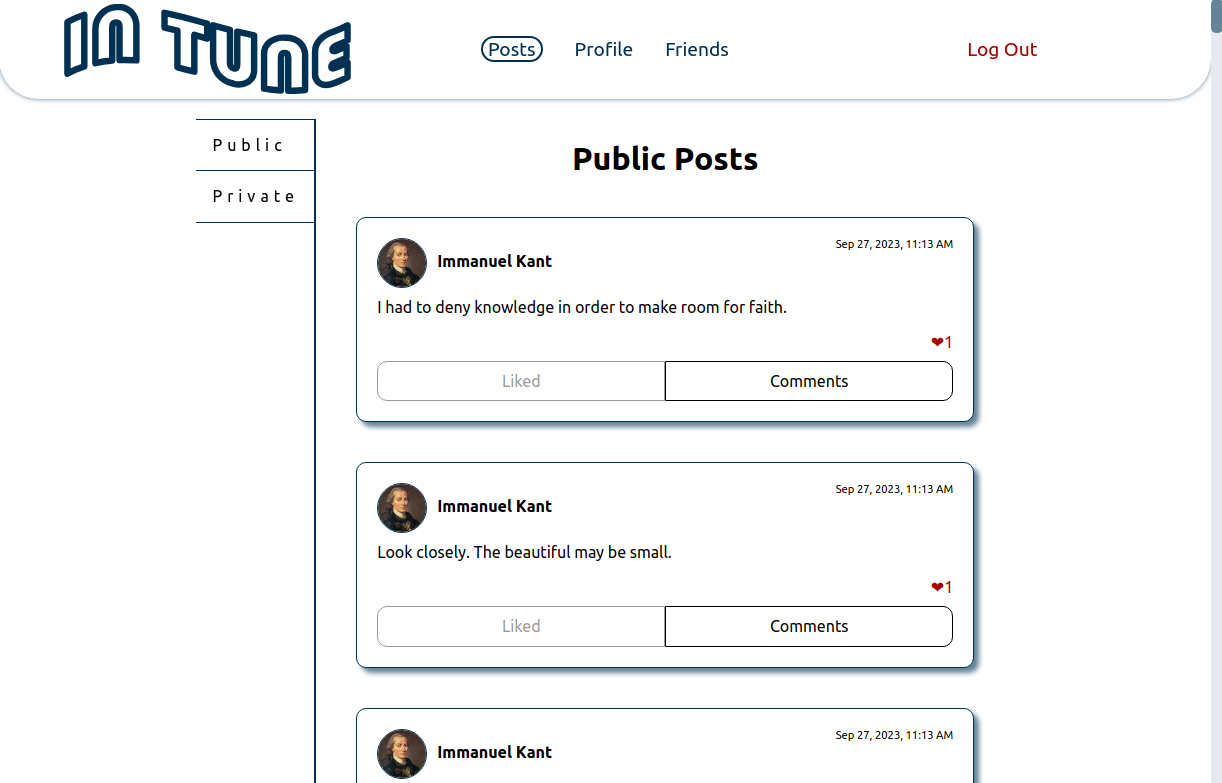 IN TUNE
Posts Profile Friends Log Out
Public
Private
Public Posts
Immanuel Kant
Sep 27, 2023, 11:13 AM
I had to deny knowledge in order to make room for faith.
❤1
Liked Comments
Immanuel Kant
Sep 27, 2023, 11:13 AM
Look closely. The beautiful may be small.
❤1
Liked Comments
Immanuel Kant
Sep 27, 2023, 11:13 AM